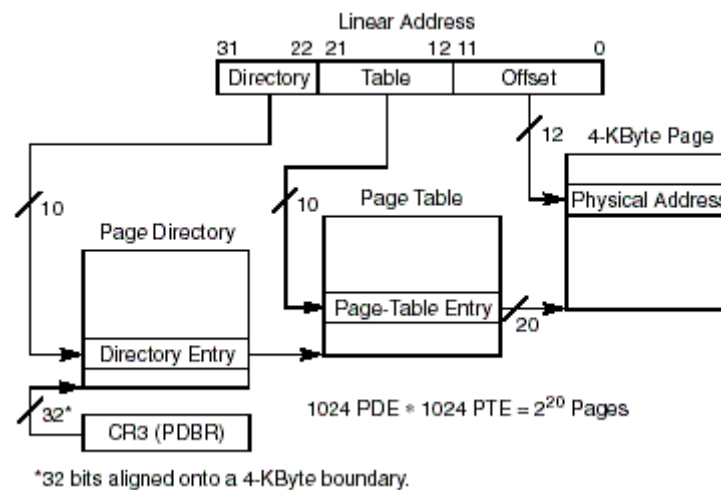 Linear Address
31 22 21 12 11 0
Directory Table Offset
12 4-KByte Page
10 10 Page Table Physical Address
Page Directory
Page-Table Entry
20
Directory Entry
32*
1024 PDE * 1024 PTE = 2²⁰ Pages
CR3 (PDBR)
*32 bits aligned onto a 4-KByte boundary.